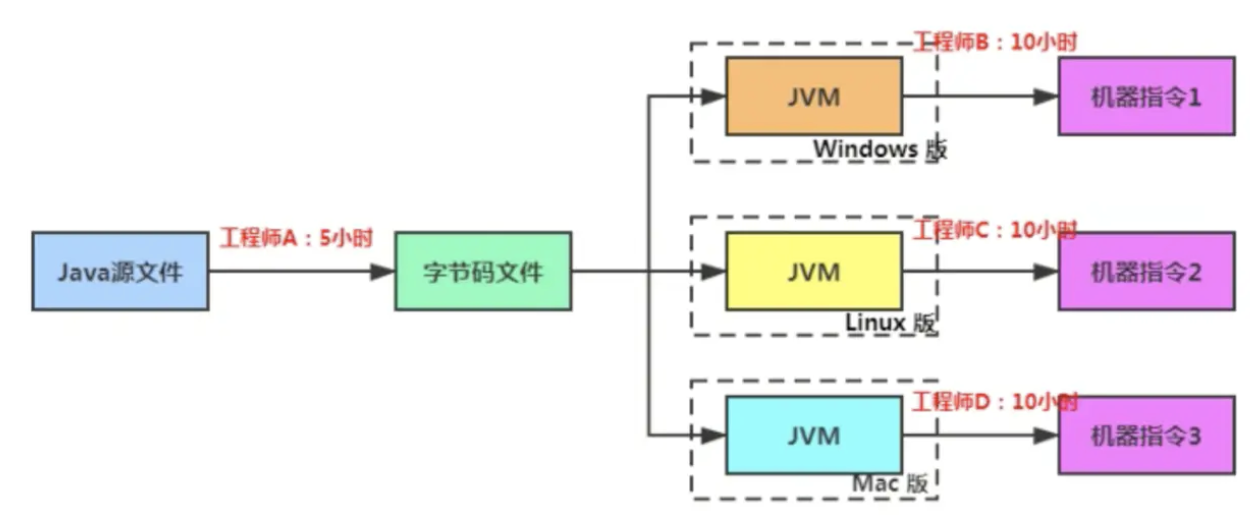 工程师B：10小时
JVM
机器指令1
Windows 版
工程师A：5小时
Java源文件
字节码文件
工程师C：10小时
JVM
机器指令2
Linux 版
工程师D：10小时
JVM
机器指令3
Mac 版